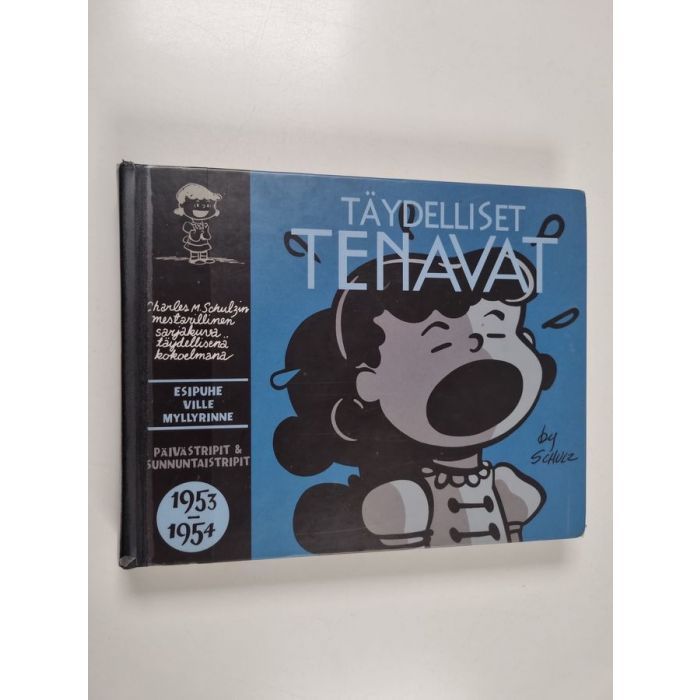 TÄYDELLISET
TENAVAT
Charles M. Schulzin
mestarillinen
sarjakuva
täydellisenä
kokoelmana
ESIPUHE
VILLE
MYLLYRINNE
PÄIVÄSTRIPIT &
SUNNUNTAISTRIPIT
1953
–
1954
by
SCHULZ